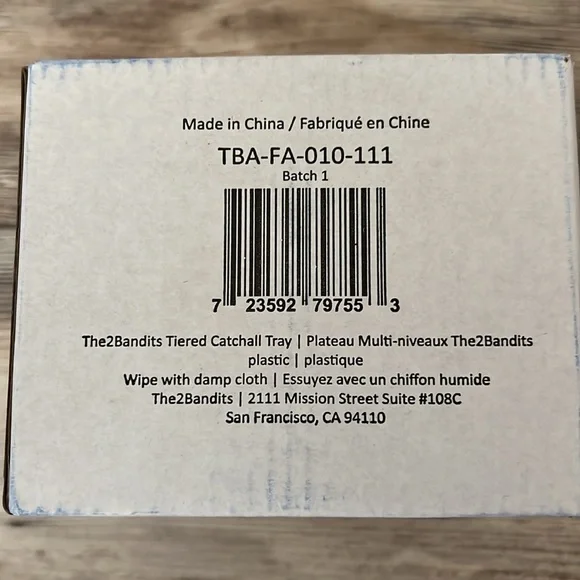 Made in China / Fabriqué en Chine
TBA-FA-010-111
Batch 1
7 23592 79755 3
The2Bandits Tiered Catchall Tray | Plateau Multi-niveaux The2Bandits
plastic | plastique
Wipe with damp cloth | Essuyez avec un chiffon humide
The2Bandits | 2111 Mission Street Suite #108C
San Francisco, CA 94110